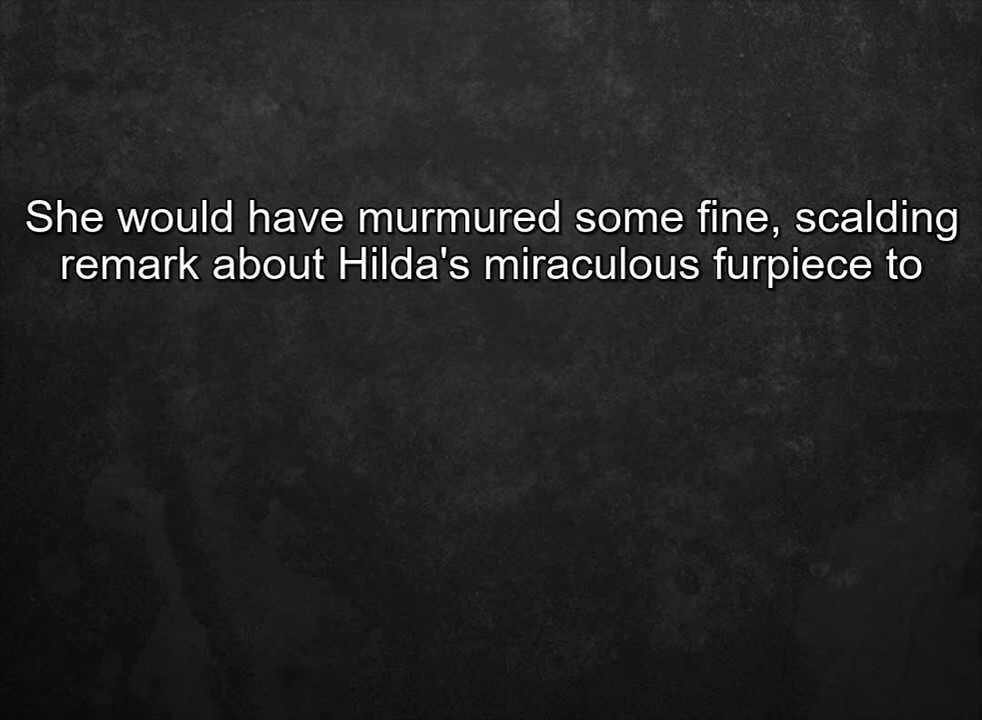 She would have murmured some fine, scalding
remark about Hilda's miraculous furpiece to